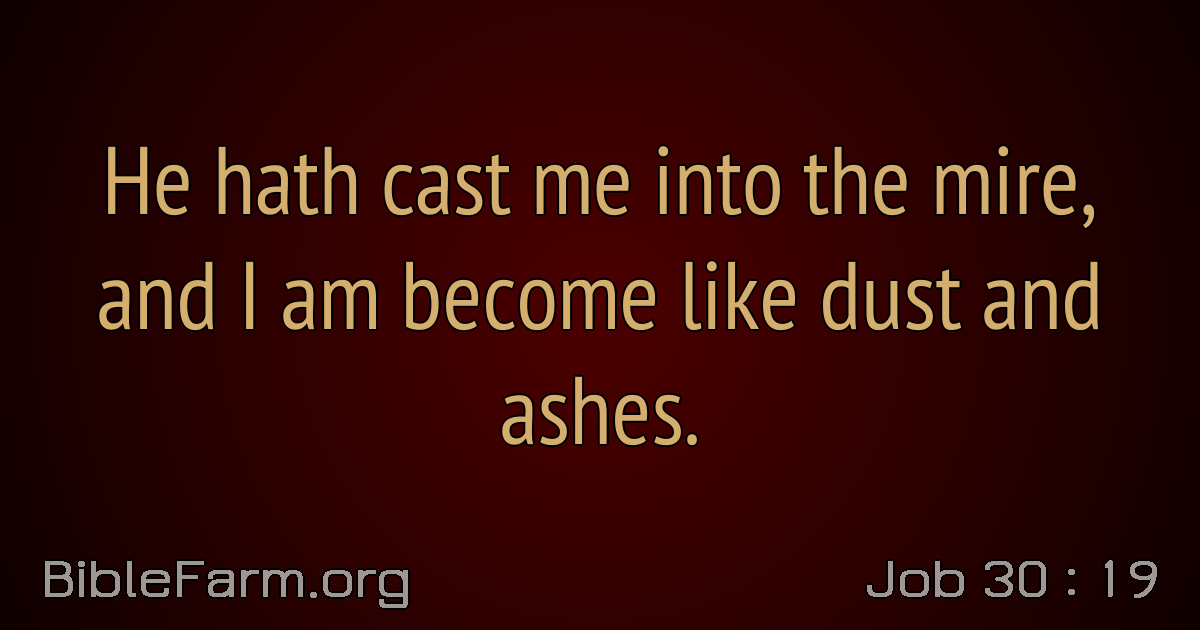 He hath cast me into the mire,
and I am become like dust and
ashes.
BibleFarm.org
Job 30 : 19